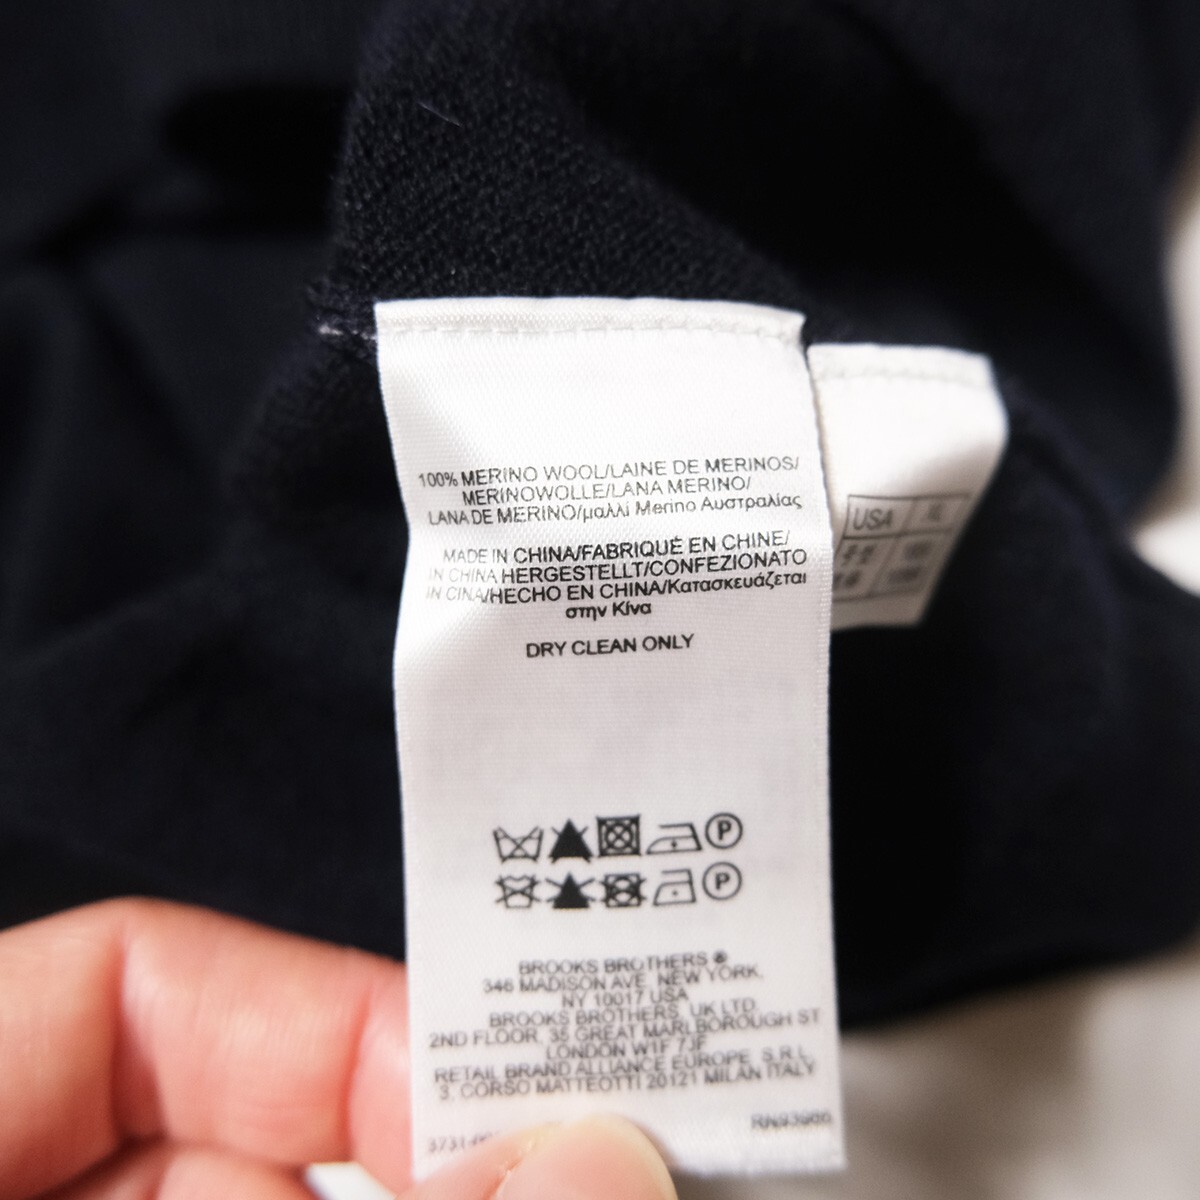 100% MERINO WOOL/LAINE DE MERINOS/
MERINOWOLLE/LANA MERINO/
LANA DE MERINO/μαλλί Merino Αυστραλίας
MADE IN CHINA/FABRIQUÉ EN CHINE/
IN CHINA HERGESTELLT/CONFEZIONATO
IN CINA/HECHO EN CHINA/Κατασκευάζεται
στην Κίνα
DRY CLEAN ONLY
P
P
BROOKS BROTHERS ®
346 MADISON AVE, NEW YORK,
NY 10017 USA
BROOKS BROTHERS, UK LTD.
2ND FLOOR, 35 GREAT MARLBOROUGH ST
LONDON W1F 7JF
RETAIL BRAND ALLIANCE EUROPE, S.R.L.
3, CORSO MATTEOTTI 20121 MILAN ITALY
USA